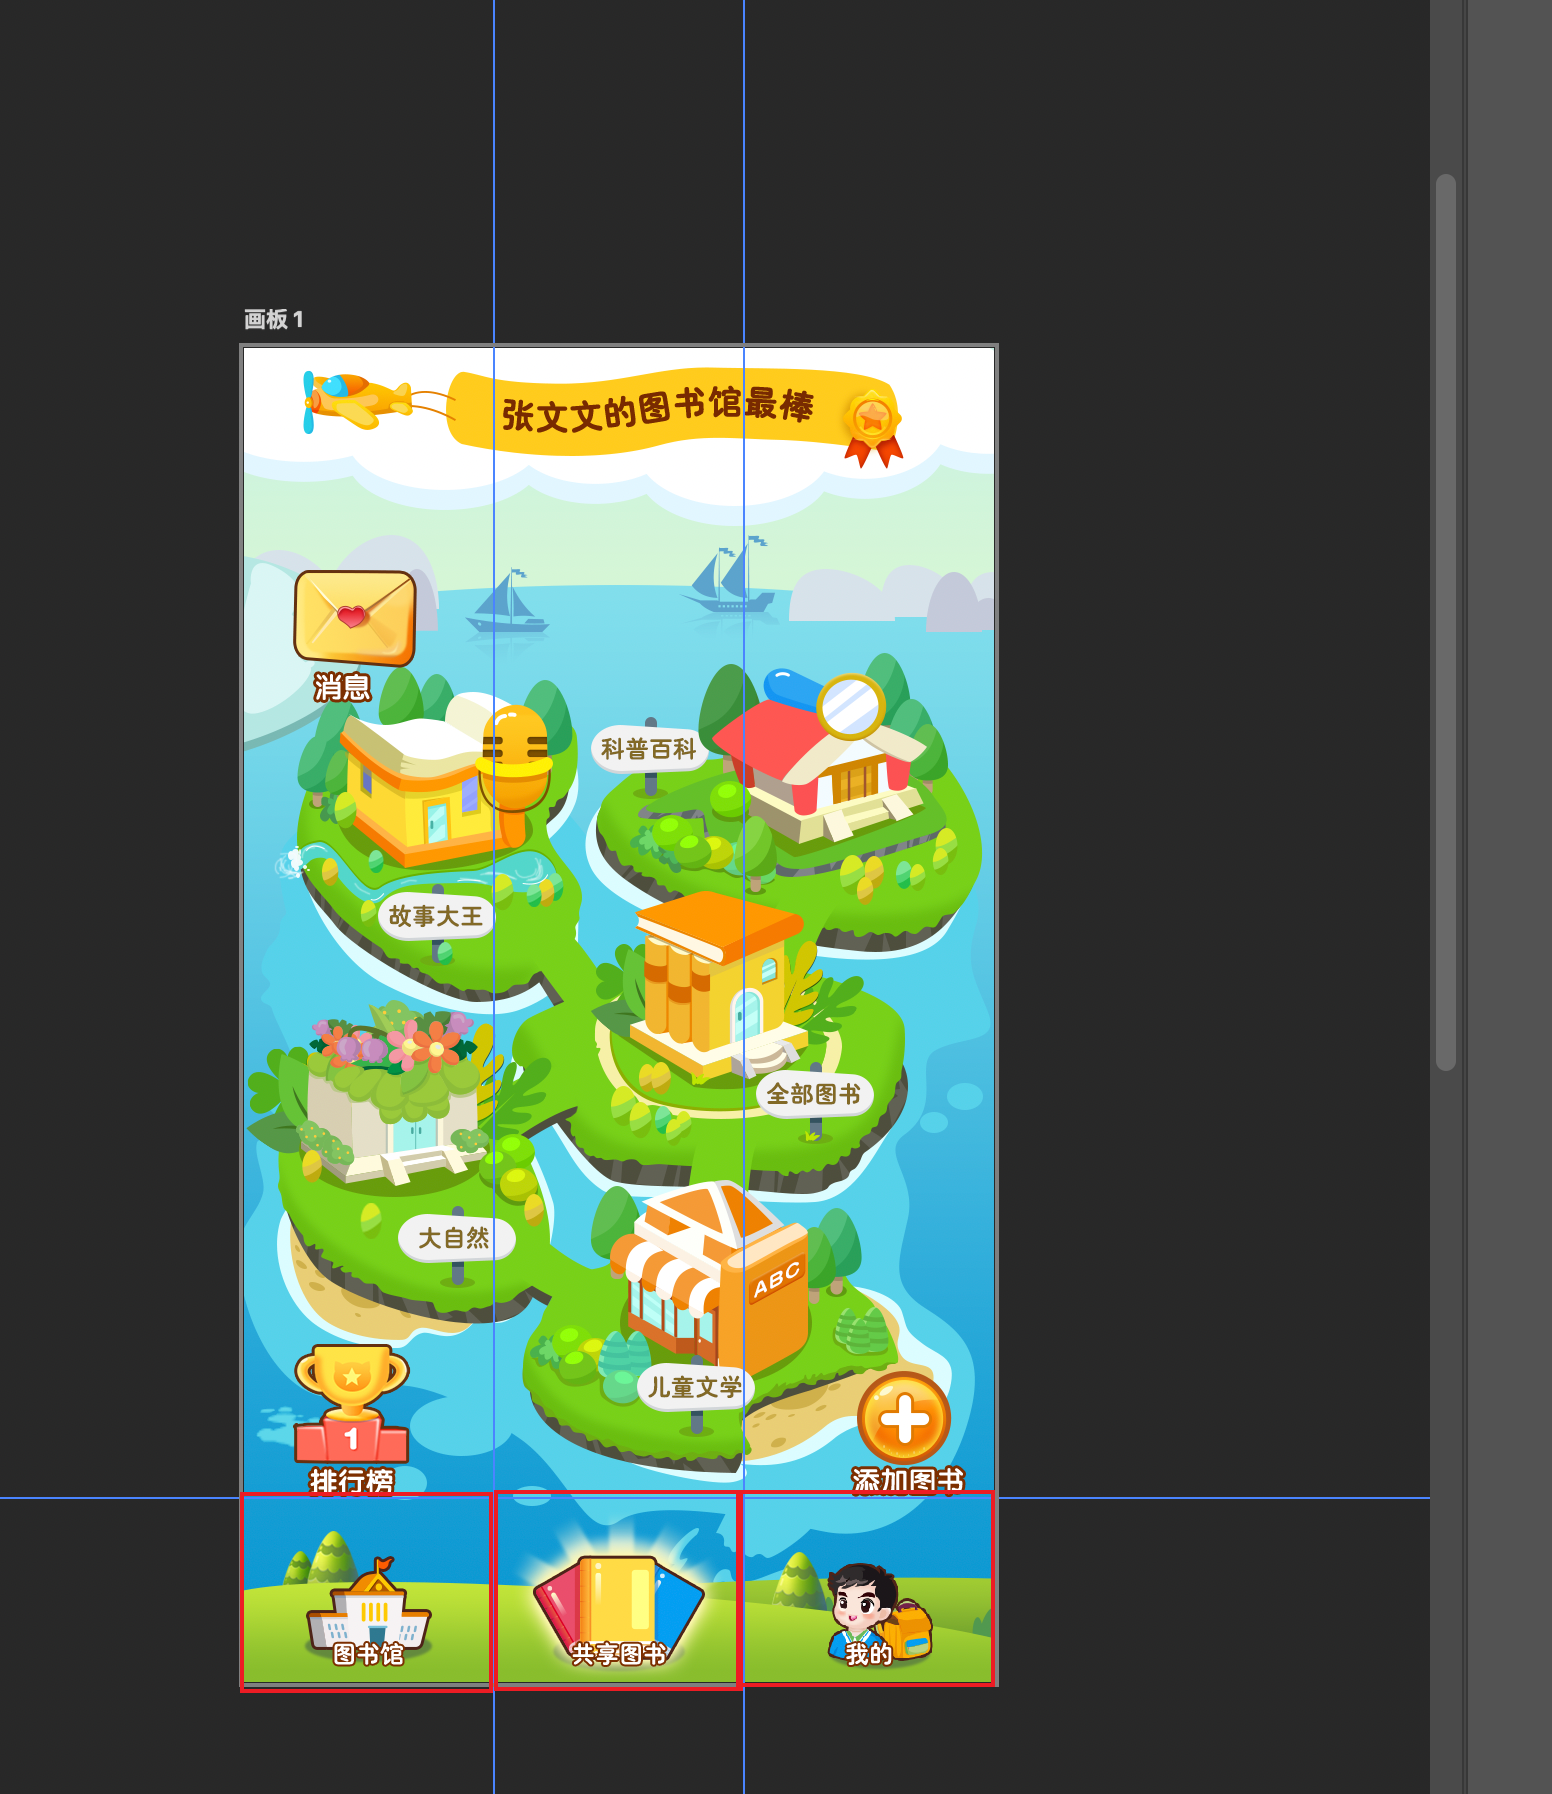 画板 1
张文文的图书馆最棒
消息
科普百科
故事大王
全部图书
大自然
ABC
儿童文学
1
排行榜
添加图书
图书馆
共享图书
我的